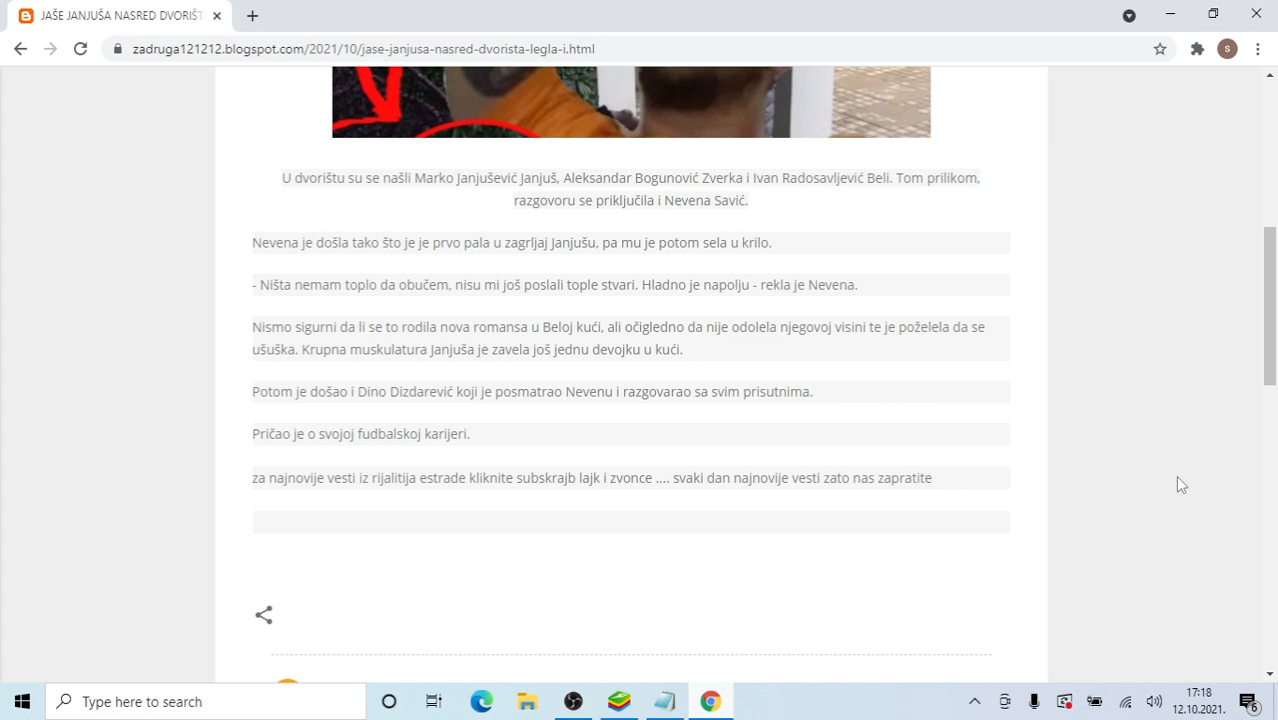 JAŠE JANJUŠA NASRED DVORIŠTA
zadruga121212.blogspot.com/2021/10/jase-janjusa-nasred-dvorista-legla-i.html
S
U dvorištu su se našli Marko Janjušević Janjuš, Aleksandar Bogunović Zverka i Ivan Radosavljević Beli. Tom prilikom,
razgovoru se priključila i Nevena Savić.
Nevena je došla tako što je je prvo pala u zagrljaj Janjušu, pa mu je potom sela u krilo.
- Ništa nemam toplo da obučem, nisu mi još poslali tople stvari. Hladno je napolju - rekla je Nevena.
Nismo sigurni da li se to rodila nova romansa u Beloj kući, ali očigledno da nije odolela njegovoj visini te je poželela da se
ušuška. Krupna muskulatura Janjuša je zavela još jednu devojku u kući.
Potom je došao i Dino Dizdarević koji je posmatrao Nevenu i razgovarao sa svim prisutnima.
Pričao je o svojoj fudbalskoj karijeri.
za najnovije vesti iz rijalitija estrade kliknite subskrajb lajk i zvonce .... svaki dan najnovije vesti zato nas zapratite
Type here to search
17:18
12.10.2021.
6